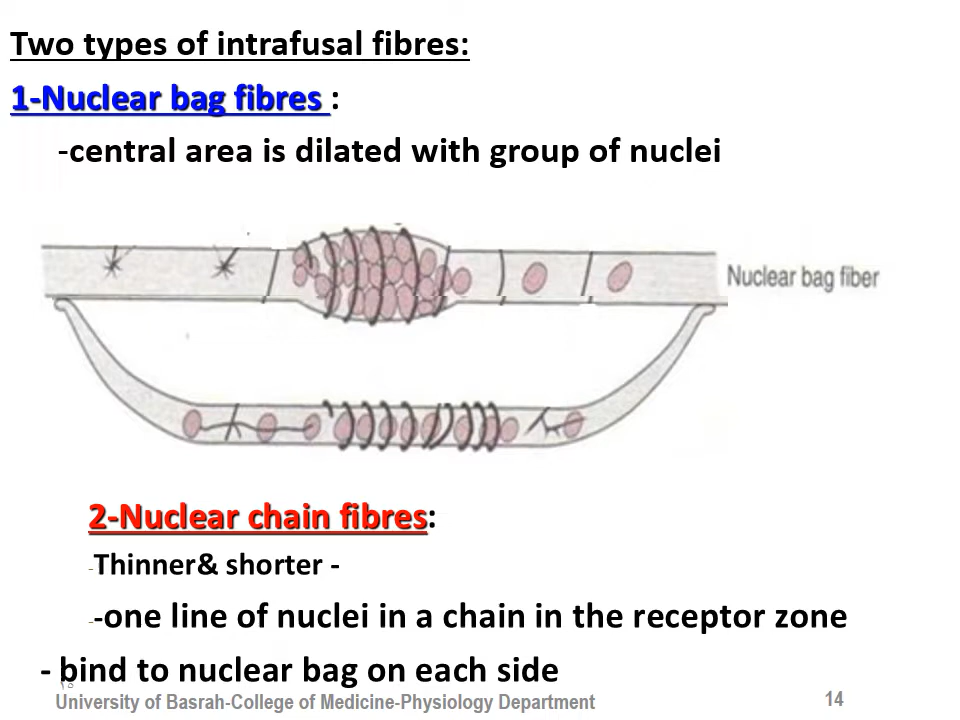 Two types of intrafusal fibres:
1-Nuclear bag fibres :
-central area is dilated with group of nuclei
Nuclear bag fiber
2-Nuclear chain fibres:
-Thinner& shorter -
--one line of nuclei in a chain in the receptor zone
- bind to nuclear bag on each side
University of Basrah-College of Medicine-Physiology Department
14